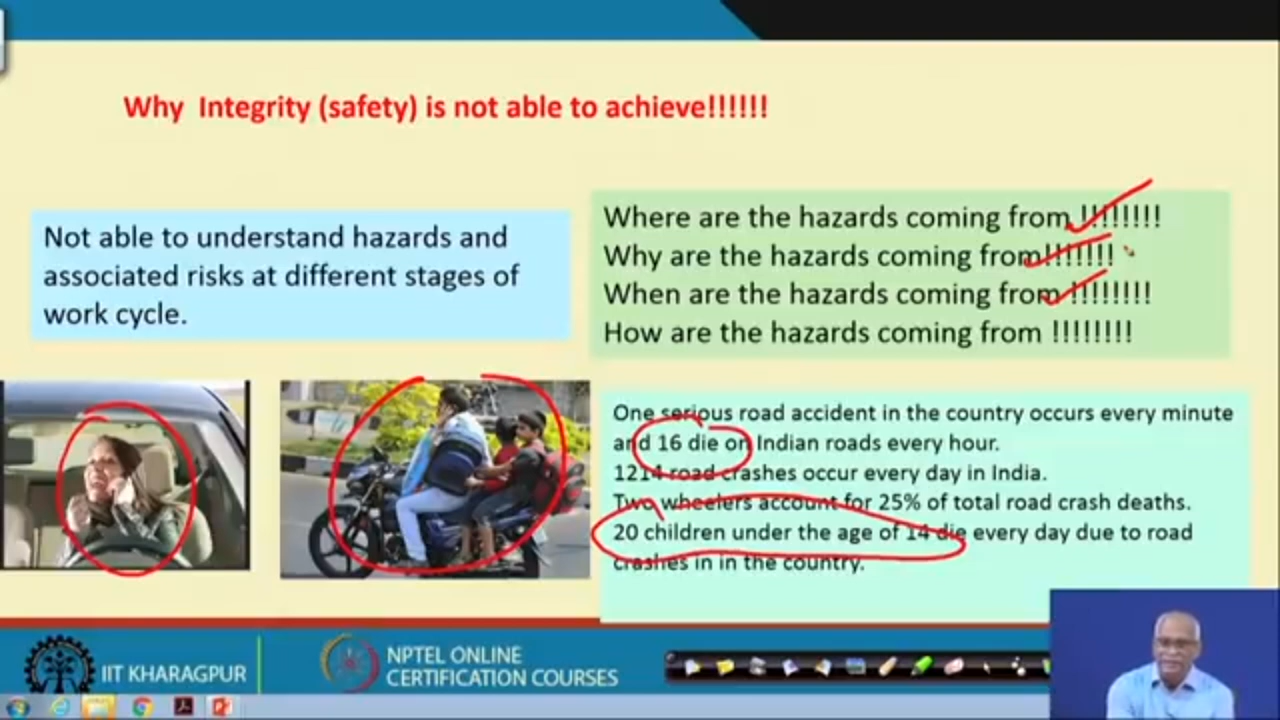 Why Integrity (safety) is not able to achieve!!!!!!
Not able to understand hazards and
associated risks at different stages of
work cycle.
Where are the hazards coming from !!!!!!!!
Why are the hazards coming from!!!!!!!
When are the hazards coming from !!!!!!!!
How are the hazards coming from !!!!!!!!
One serious road accident in the country occurs every minute
and 16 die on Indian roads every hour.
1214 road crashes occur every day in India.
Two wheelers account for 25% of total road crash deaths.
20 children under the age of 14 die every day due to road
crashes in in the country.
IIT KHARAGPUR
NPTEL ONLINE
CERTIFICATION COURSES